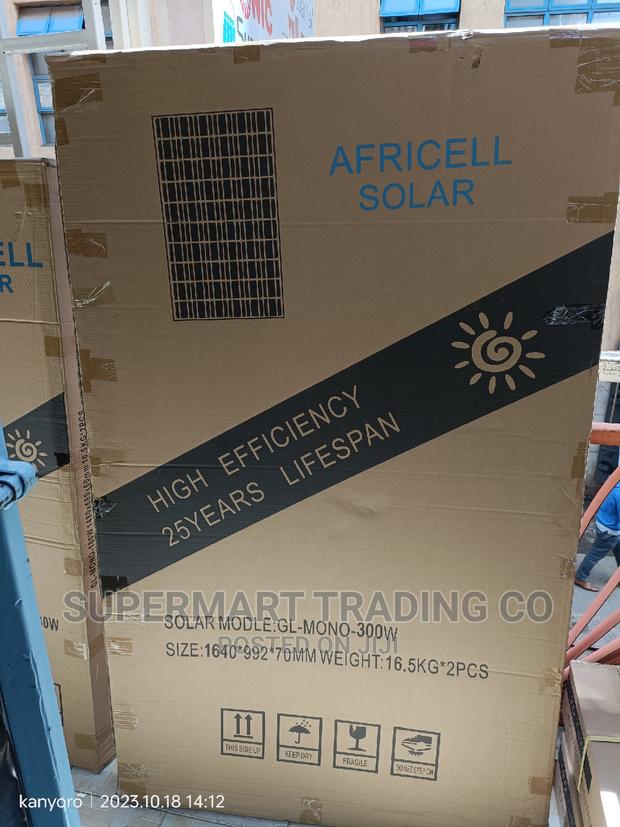 AFRICELL
SOLAR
ELL
R
HIGH EFFICIENCY
25YEARS LIFESPAN
SUPERMART TRADING CO
SOLAR MODLE:GL-MONO-300W
POSTED ON JIJI
SIZE:1640*992*70MM WEIGHT:16.5KG*2PCS
0W
THIS SIDE UP
KEEP DRY
FRAGILE
DO NOT STEP ON
kanyoro | 2023.10.18 14:12